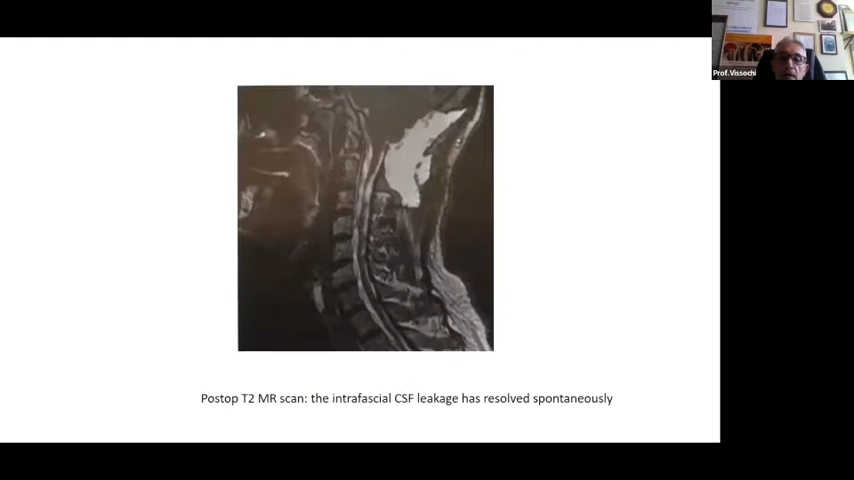 Prof.Vissochi
Postop T2 MR scan: the intrafascial CSF leakage has resolved spontaneously